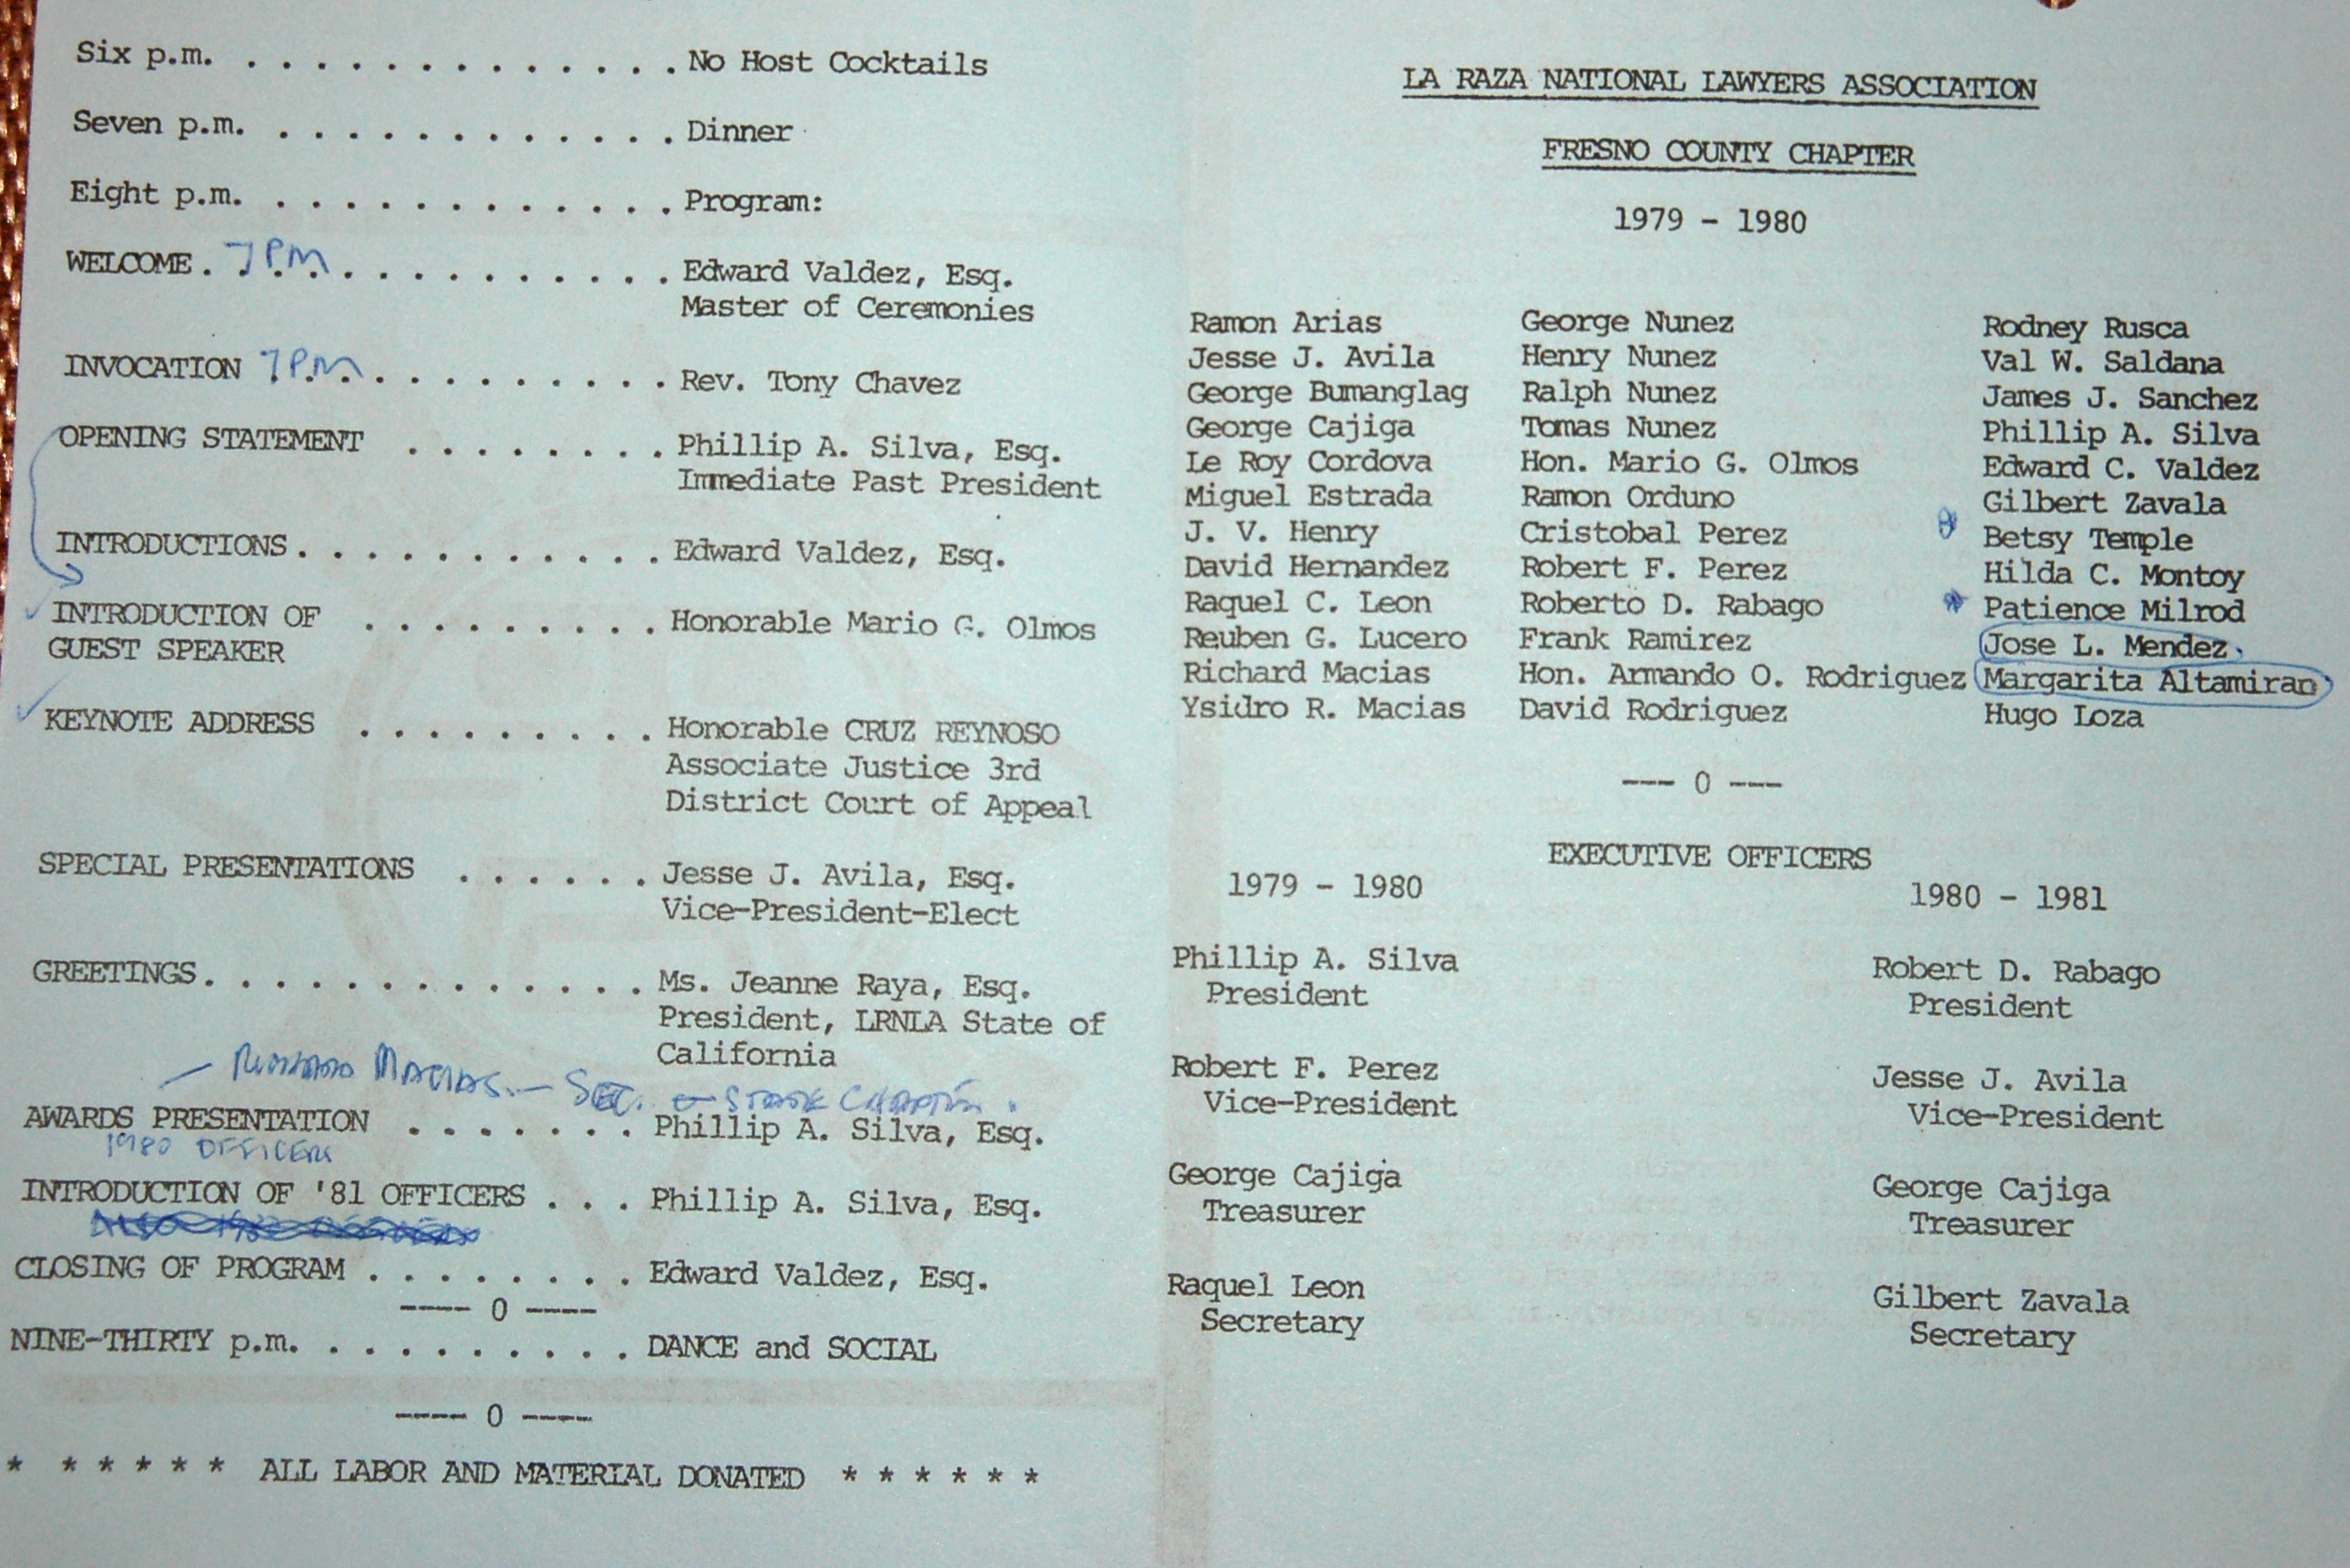 Six p.m. . . . . . . . . . . . . . No Host Cocktails
Seven p.m. . . . . . . . . . . . . Dinner
Eight p.m. . . . . . . . . . . . . Program:
WELCOME . 7 PM . . . . . . . . . . Edward Valdez, Esq.
Master of Ceremonies
INVOCATION 7 PM . . . . . . . . . Rev. Tony Chavez
OPENING STATEMENT . . . . . . . . Phillip A. Silva, Esq.
Immediate Past President
INTRODUCTIONS . . . . . . . . . . . Edward Valdez, Esq.
INTRODUCTION OF . . . . . . . . . Honorable Mario G. Olmos
GUEST SPEAKER
KEYNOTE ADDRESS . . . . . . . . . Honorable CRUZ REYNOSO
Associate Justice 3rd
District Court of Appeal
SPECIAL PRESENTATIONS . . . . . . Jesse J. Avila, Esq.
Vice-President-Elect
GREETINGS . . . . . . . . . . . . . Ms. Jeanne Raya, Esq.
President, LRNLA State of
California
— Richard Macias — Sec. State Chapter.
AWARDS PRESENTATION . . . . . . . Phillip A. Silva, Esq.
1980 OFFICERS
INTRODUCTION OF '81 OFFICERS . . . Phillip A. Silva, Esq.
CLOSING OF PROGRAM . . . . . . . . Edward Valdez, Esq.
---- 0 ----
NINE-THIRTY p.m. . . . . . . . . . DANCE and SOCIAL
---- 0 ----
* * * * * * ALL LABOR AND MATERIAL DONATED * * * * * *
LA RAZA NATIONAL LAWYERS ASSOCIATION
FRESNO COUNTY CHAPTER
1979 - 1980
Ramon Arias
Jesse J. Avila
George Bumanglag
George Cajiga
Le Roy Cordova
Miguel Estrada
J. V. Henry
David Hernandez
Raquel C. Leon
Reuben G. Lucero
Richard Macias
Ysidro R. Macias
George Nunez
Henry Nunez
Ralph Nunez
Tomas Nunez
Hon. Mario G. Olmos
Ramon Orduno
Cristobal Perez
Robert F. Perez
Roberto D. Rabago
Frank Ramirez
Hon. Armando O. Rodriguez
David Rodriguez
Rodney Rusca
Val W. Saldana
James J. Sanchez
Phillip A. Silva
Edward C. Valdez
Gilbert Zavala
Betsy Temple
Hilda C. Montoy
Patience Milrod
Jose L. Mendez
Margarita Altamirano
Hugo Loza
--- 0 ---
EXECUTIVE OFFICERS
1979 - 1980
Phillip A. Silva
President
Robert F. Perez
Vice-President
George Cajiga
Treasurer
Raquel Leon
Secretary
1980 - 1981
Robert D. Rabago
President
Jesse J. Avila
Vice-President
George Cajiga
Treasurer
Gilbert Zavala
Secretary